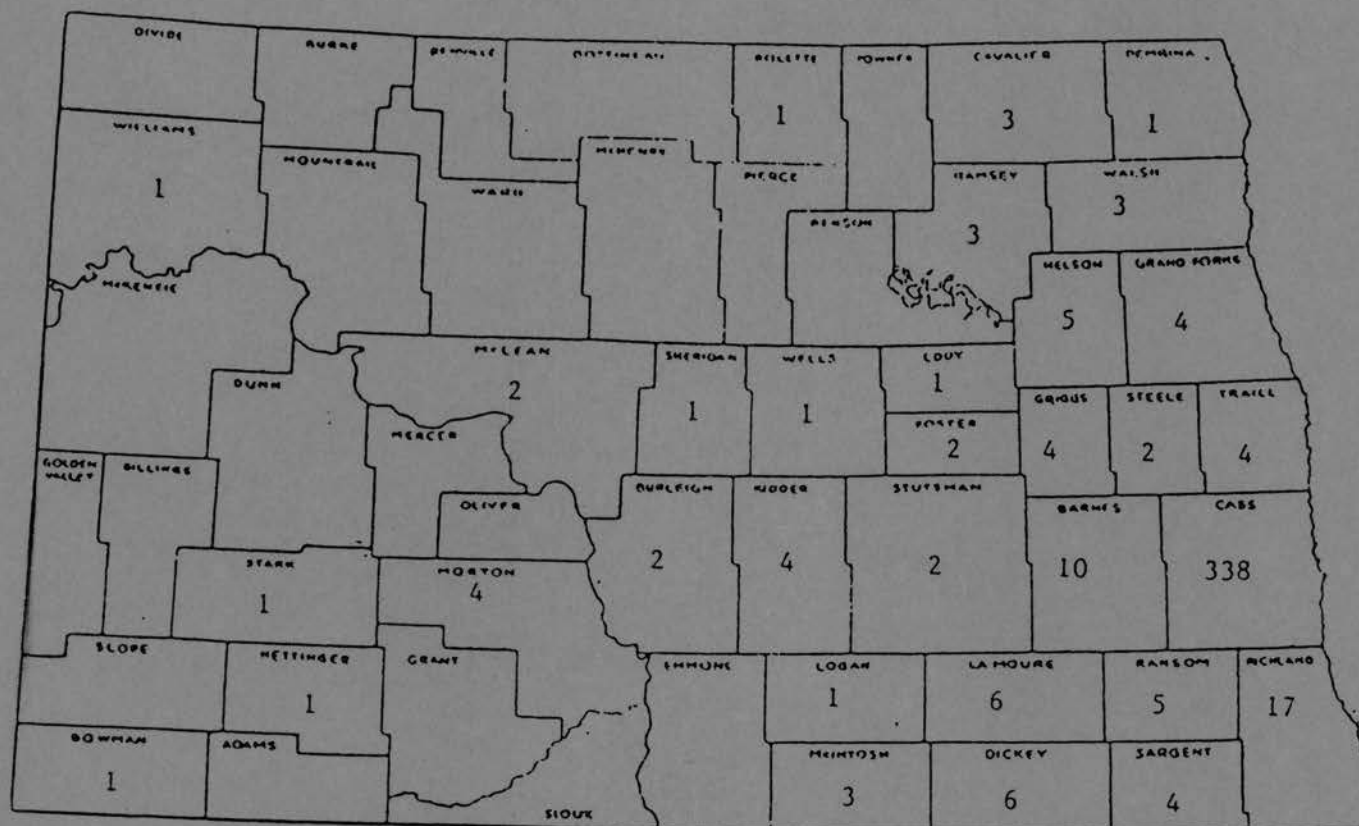 DIVIDE
BURKE
RENVILLE
BOTTINEAU
ROLETTE
TOWNER
CAVALIER
PEMBINA
1
3
1
WILLIAMS
MOUNTRAIL
WARD
McHENRY
PIERCE
RAMSEY
WALSH
1
3
3
BENSON
McKENZIE
NELSON
GRAND FORKS
5
4
McLEAN
SHERIDAN
WELLS
EDDY
2
1
1
1
DUNN
GRIGGS
STEELE
TRAILL
MERCER
FOSTER
2
4
2
4
GOLDEN
VALLEY
BILLINGS
OLIVER
BURLEIGH
KIDDER
STUTSMAN
BARNES
CASS
2
4
2
10
338
STARK
MORTON
1
4
SLOPE
HETTINGER
GRANT
EMMONS
LOGAN
LA MOURE
RANSOM
RICHLAND
1
1
6
5
17
BOWMAN
ADAMS
McINTOSH
DICKEY
SARGENT
1
3
6
4
SIOUX